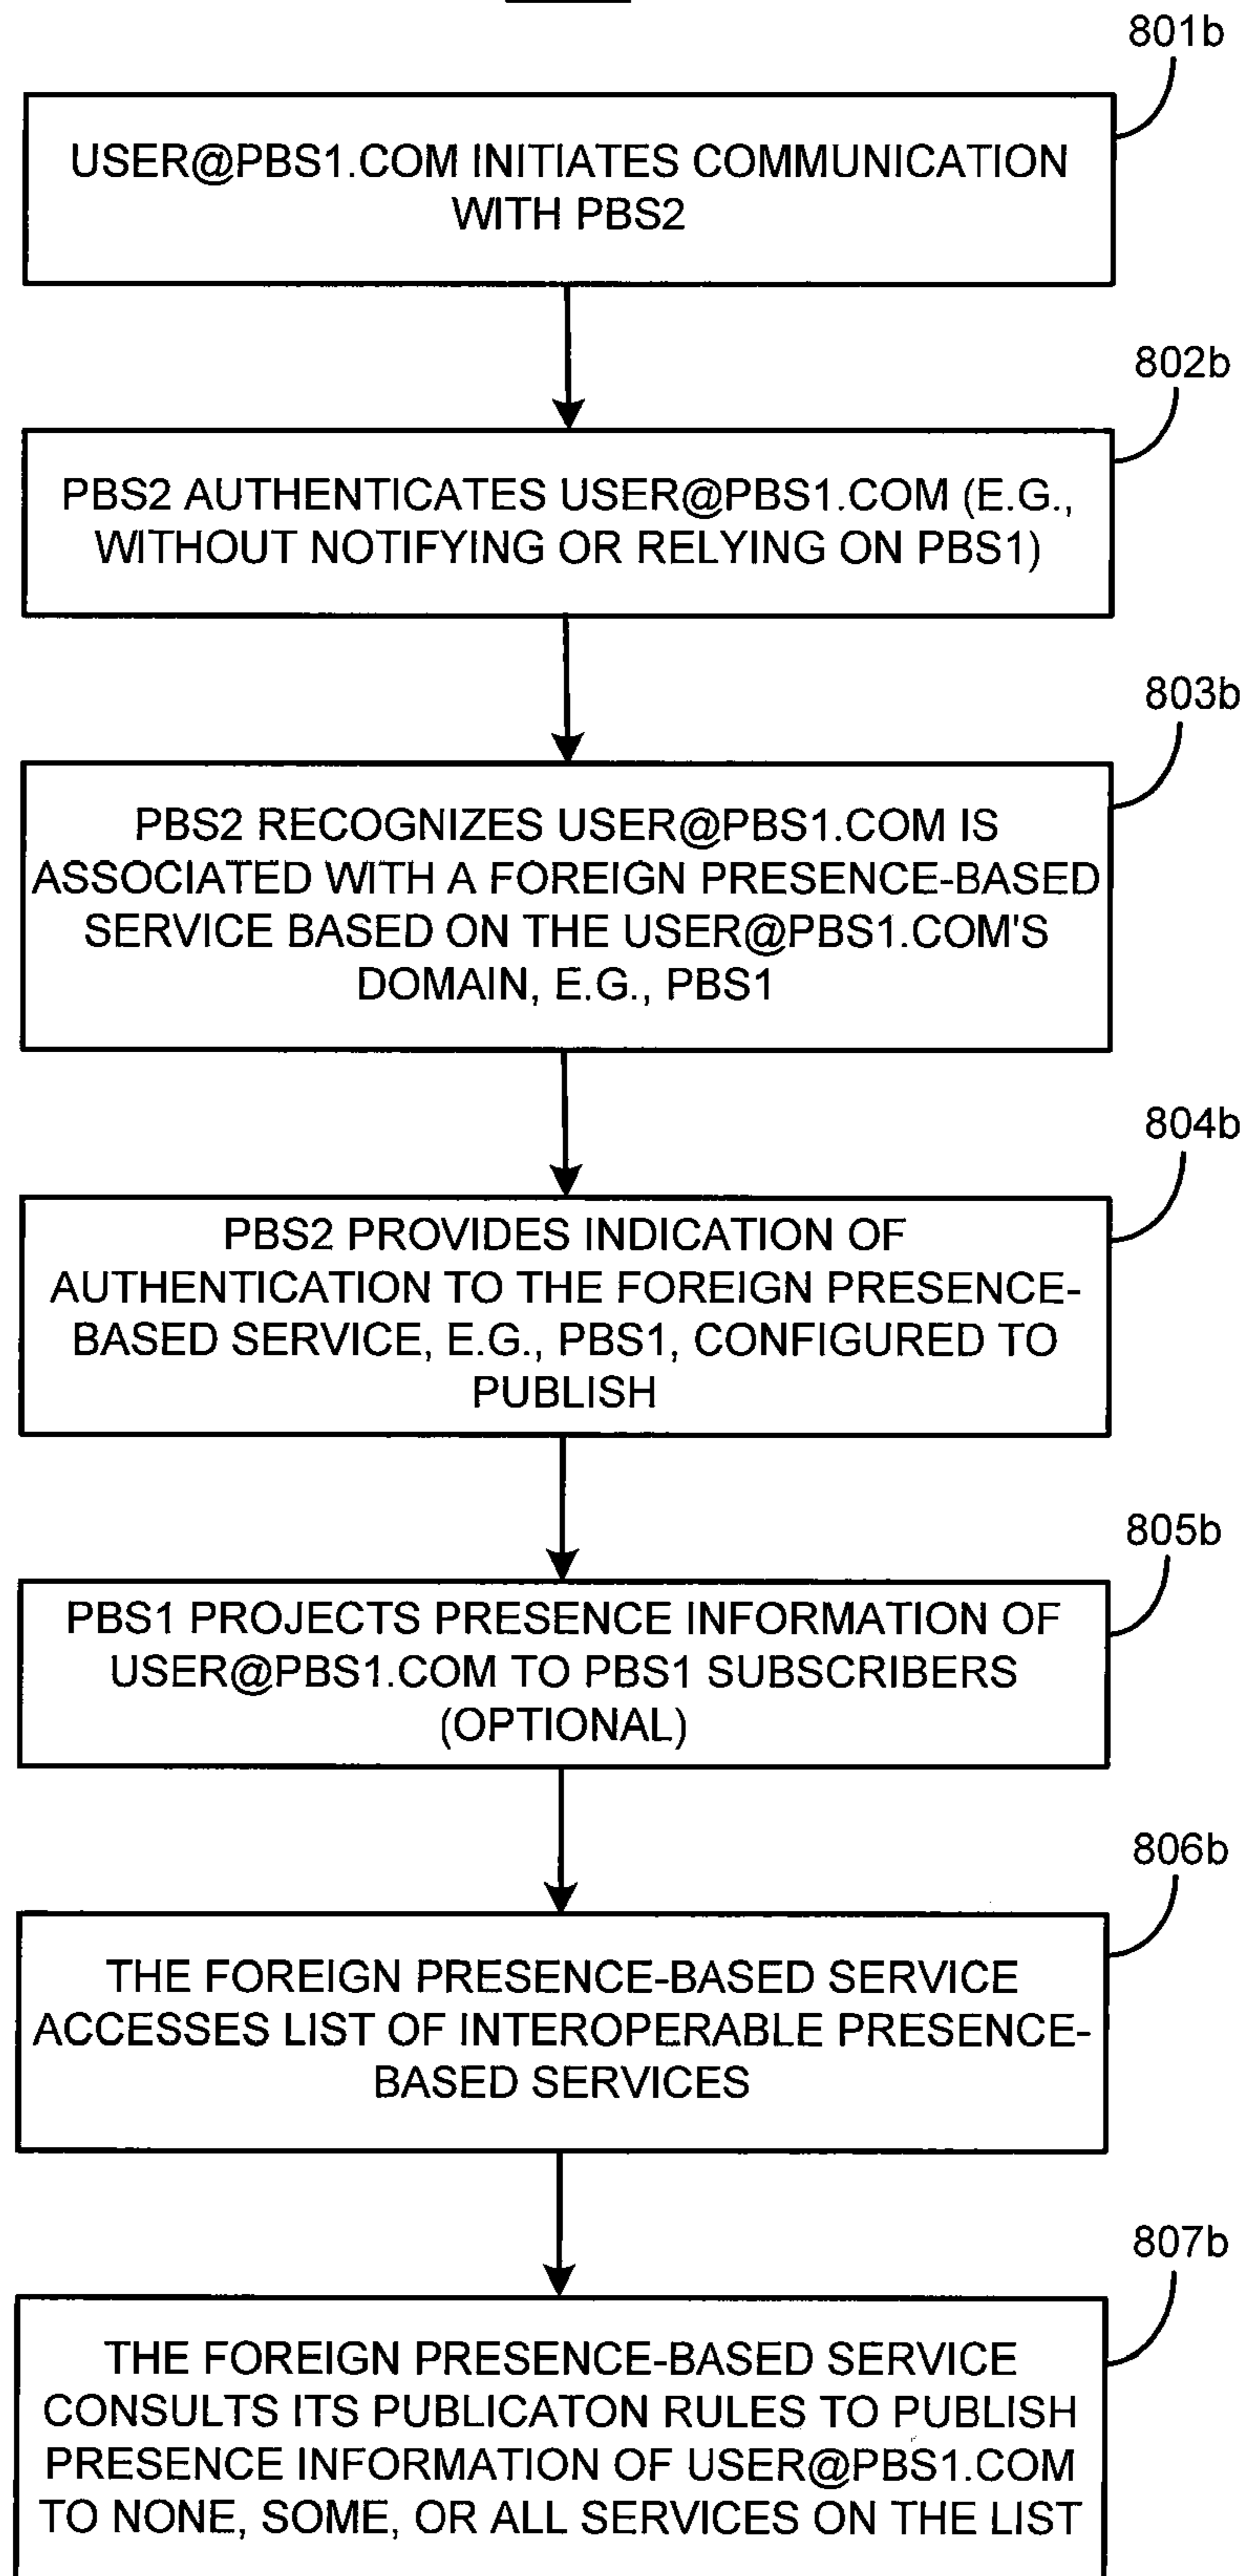 801b
USER@PBS1.COM INITIATES COMMUNICATION
WITH PBS2
802b
PBS2 AUTHENTICATES USER@PBS1.COM (E.G.,
WITHOUT NOTIFYING OR RELYING ON PBS1)
803b
PBS2 RECOGNIZES USER@PBS1.COM IS
ASSOCIATED WITH A FOREIGN PRESENCE-BASED
SERVICE BASED ON THE USER@PBS1.COM'S
DOMAIN, E.G., PBS1
804b
PBS2 PROVIDES INDICATION OF
AUTHENTICATION TO THE FOREIGN PRESENCE-
BASED SERVICE, E.G., PBS1, CONFIGURED TO
PUBLISH
805b
PBS1 PROJECTS PRESENCE INFORMATION OF
USER@PBS1.COM TO PBS1 SUBSCRIBERS
(OPTIONAL)
806b
THE FOREIGN PRESENCE-BASED SERVICE
ACCESSES LIST OF INTEROPERABLE PRESENCE-
BASED SERVICES
807b
THE FOREIGN PRESENCE-BASED SERVICE
CONSULTS ITS PUBLICATON RULES TO PUBLISH
PRESENCE INFORMATION OF USER@PBS1.COM
TO NONE, SOME, OR ALL SERVICES ON THE LIST